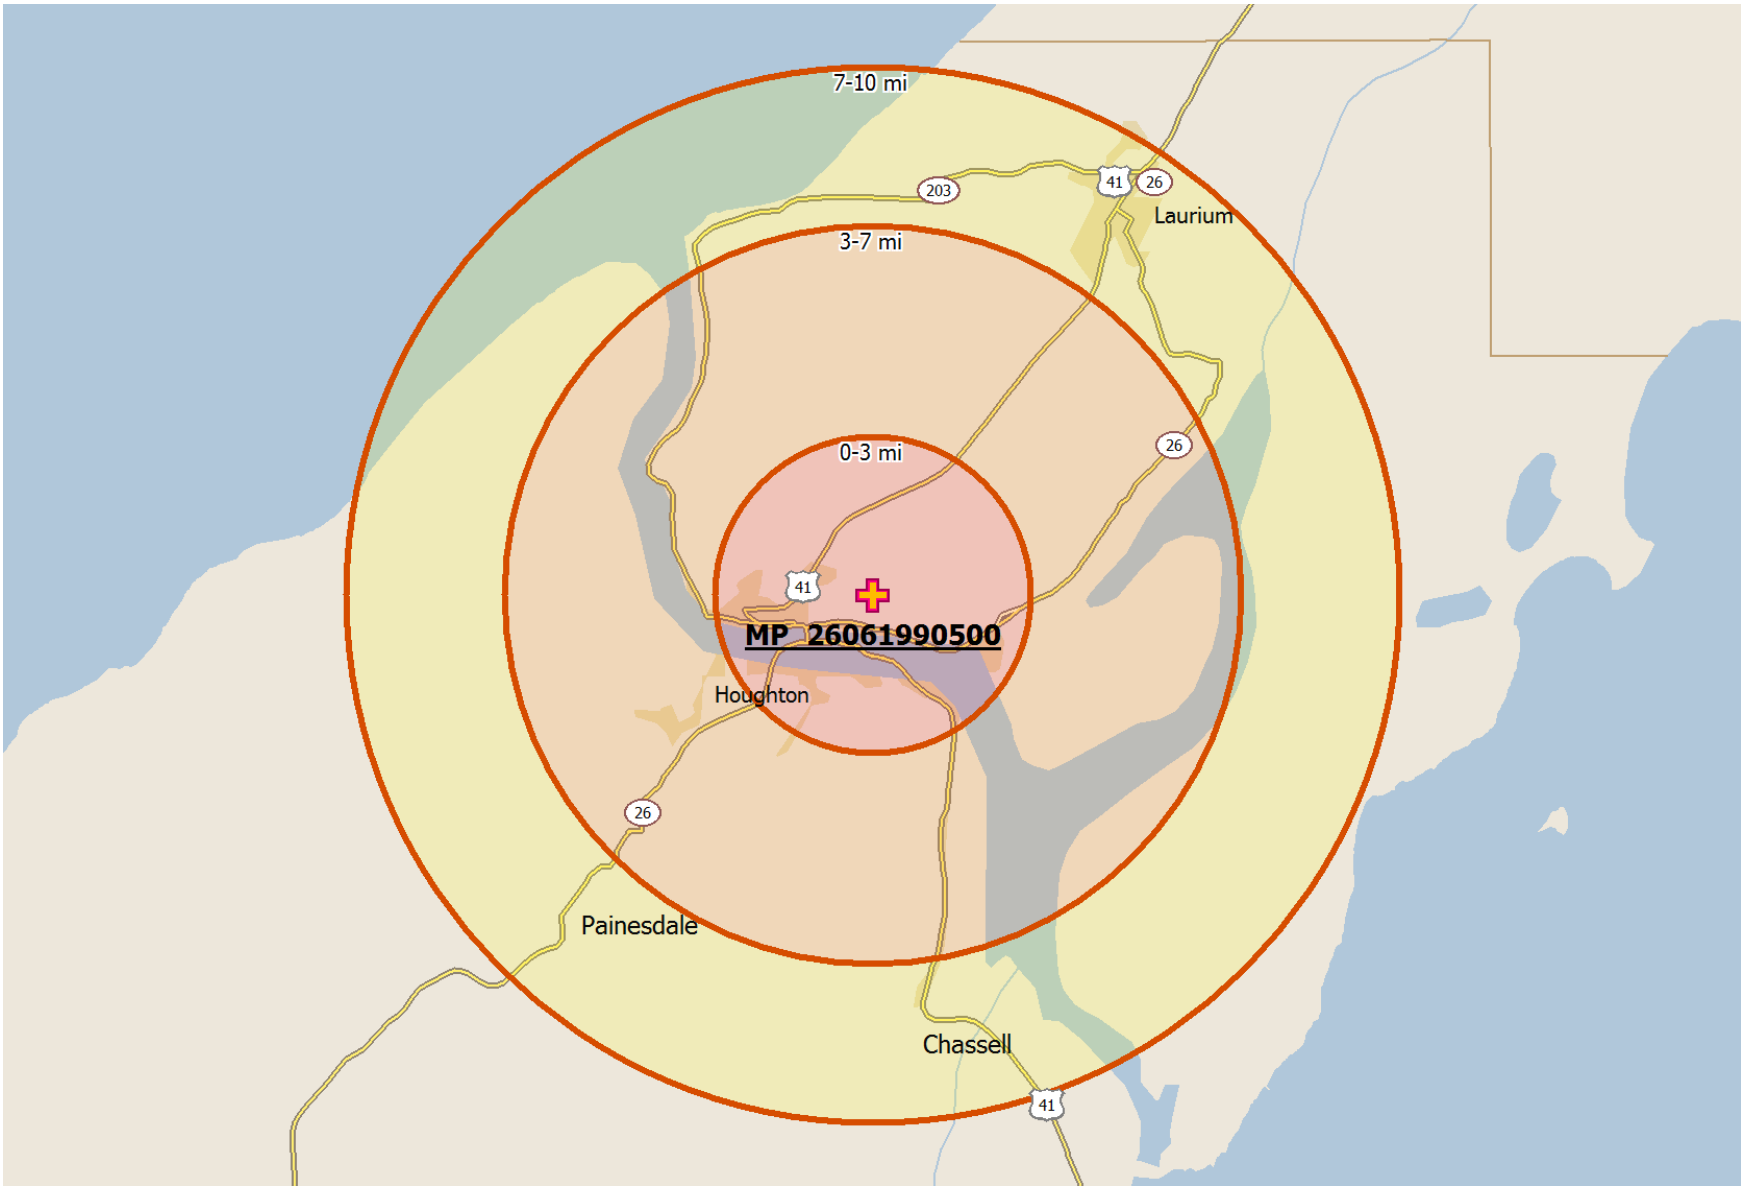 7-10 mi
203
41
26
Laurium
3-7 mi
26
0-3 mi
41
MP 26061990500
Houghton
26
Painesdale
Chassell
41